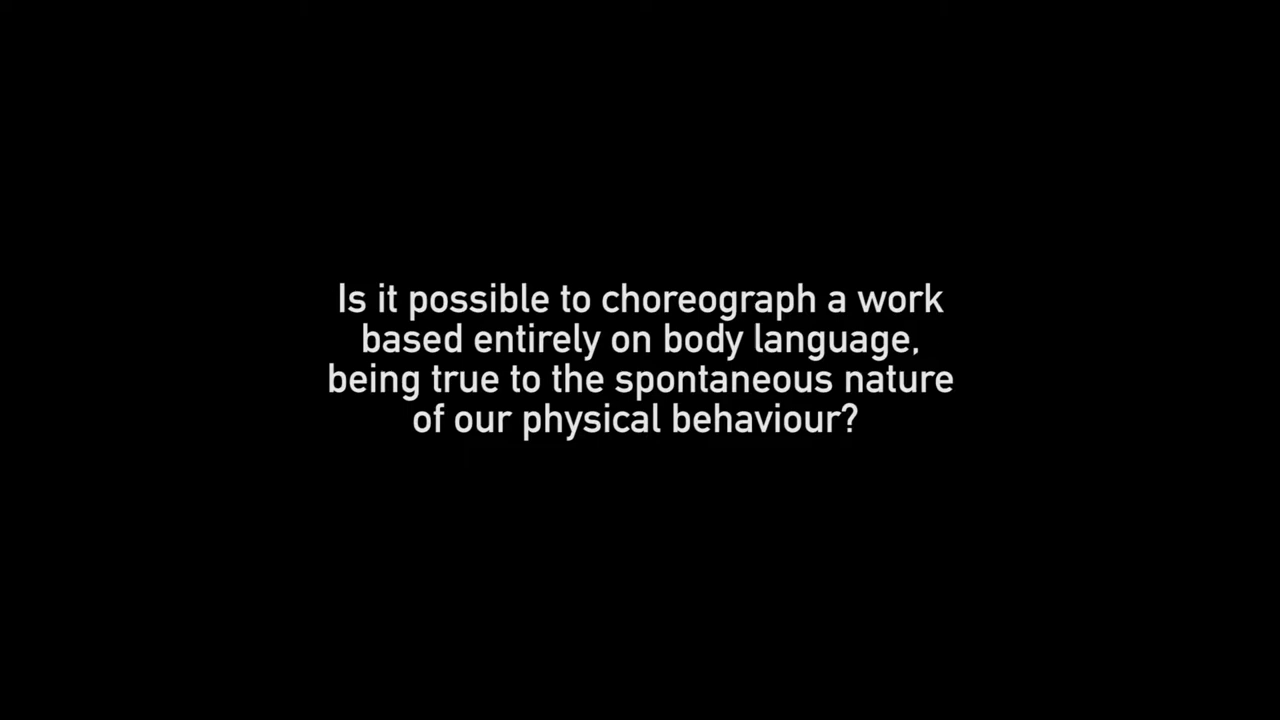 Is it possible to choreograph a work
based entirely on body language,
being true to the spontaneous nature
of our physical behaviour?